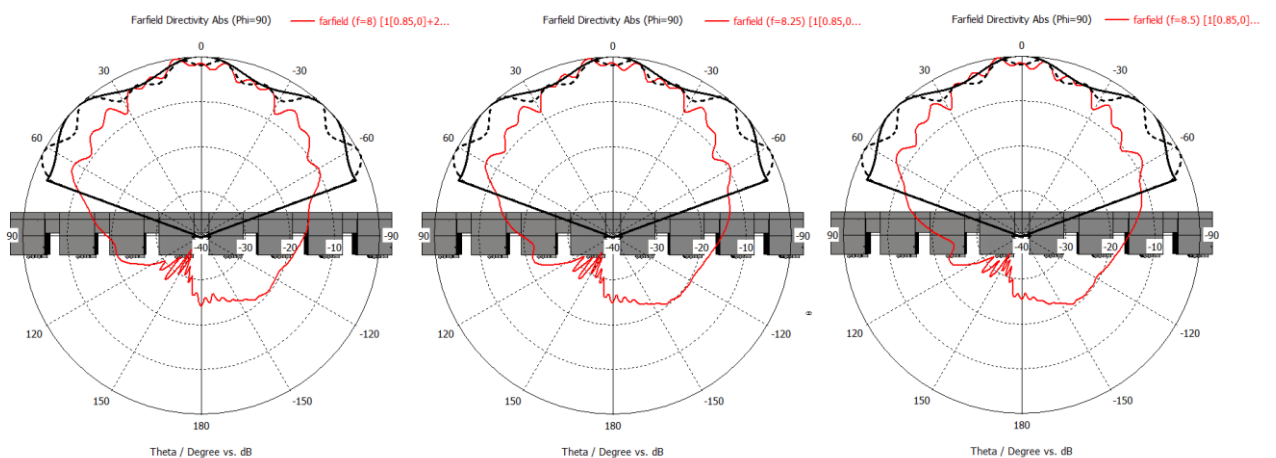 Farfield Directivity Abs (Phi=90) farfield (f=8) [1[0.85,0]+2...
0
30 -30
60 -60
90 -40 -30 -20 -10 -90
120 -120
150 -150
180
Theta / Degree vs. dB
Farfield Directivity Abs (Phi=90) farfield (f=8.25) [1[0.85,0...
0
30 -30
60 -60
90 -40 -30 -20 -10 -90
120 -120
150 -150
180
Theta / Degree vs. dB
Farfield Directivity Abs (Phi=90) farfield (f=8.5) [1[0.85,0]...
0
30 -30
60 -60
90 -40 -30 -20 -10 -90
120 -120
150 -150
180
Theta / Degree vs. dB